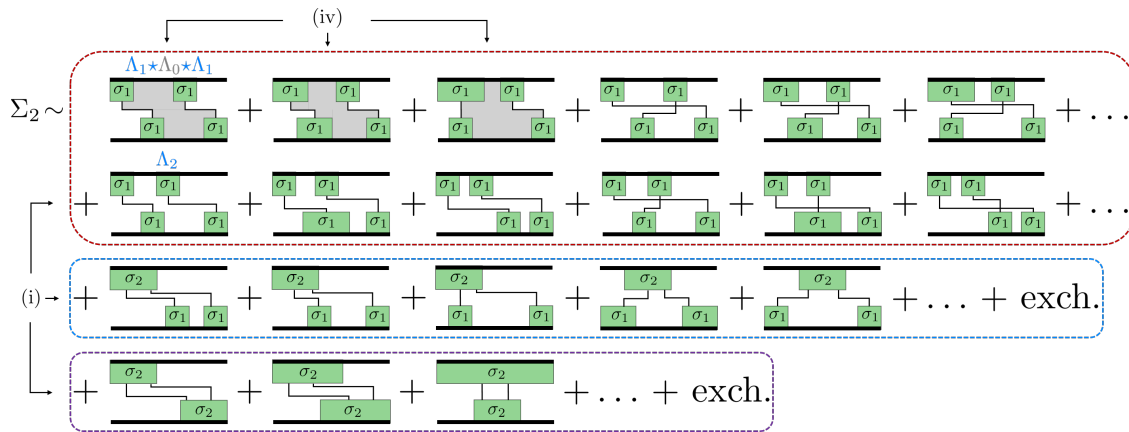 (iv)
Λ₁⋆Λ₀⋆Λ₁
Σ₂ ∼ σ₁ σ₁ σ₁ σ₁ + σ₁ σ₁ σ₁ σ₁ + σ₁ σ₁ σ₁ σ₁ + σ₁ σ₁ σ₁ σ₁ + σ₁ σ₁ σ₁ σ₁ + σ₁ σ₁ σ₁ σ₁ + ...
Λ₂
+ σ₁ σ₁ σ₁ σ₁ + σ₁ σ₁ σ₁ σ₁ + σ₁ σ₁ σ₁ σ₁ + σ₁ σ₁ σ₁ σ₁ + σ₁ σ₁ σ₁ σ₁ + σ₁ σ₁ σ₁ σ₁ + ...
(i) + σ₂ σ₁ σ₁ + σ₂ σ₁ σ₁ + σ₂ σ₁ σ₁ + σ₂ σ₁ σ₁ + σ₂ σ₁ σ₁ + ... + exch.
+ σ₂ σ₂ + σ₂ σ₂ + σ₂ σ₂ + ... + exch.